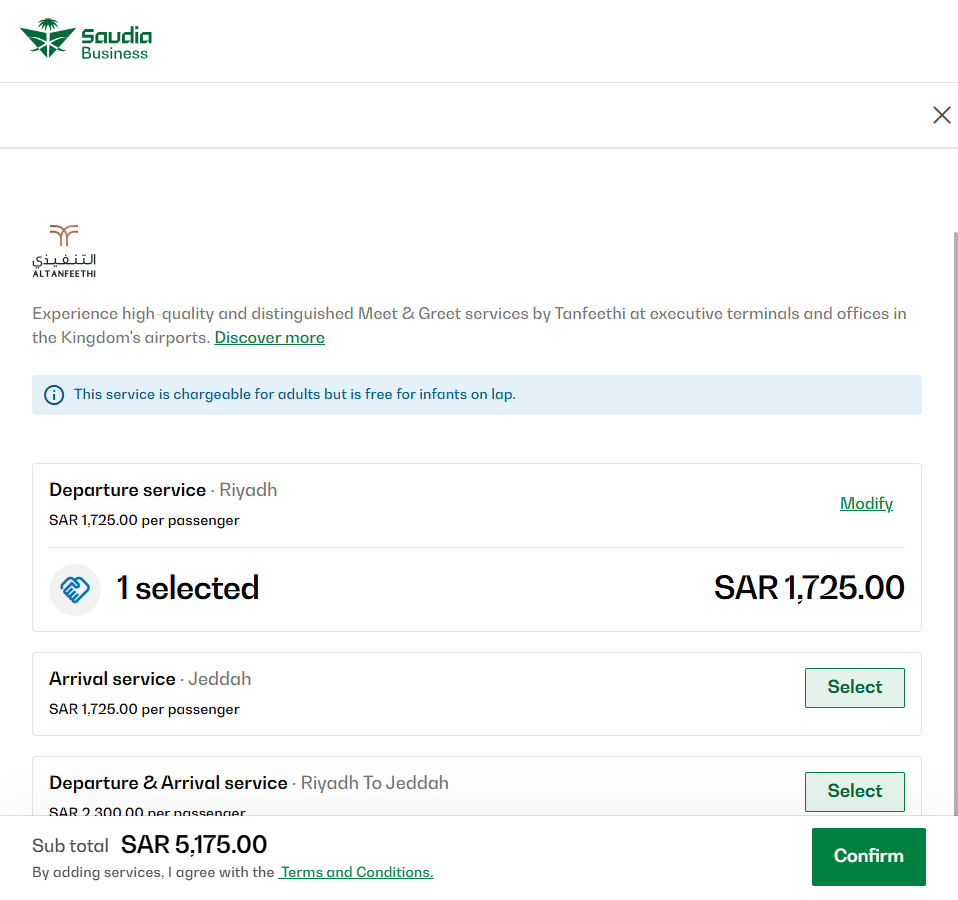 Saudia
Business
التنفيذي
ALTANFEETHI
Experience high-quality and distinguished Meet & Greet services by Tanfeethi at executive terminals and offices in
the Kingdom's airports. Discover more
This service is chargeable for adults but is free for infants on lap.
Departure service · Riyadh
Modify
SAR 1,725.00 per passenger
1 selected
SAR 1,725.00
Arrival service · Jeddah
Select
SAR 1,725.00 per passenger
Departure & Arrival service · Riyadh To Jeddah
Select
SAR 2,300.00 per passenger
Sub total SAR 5,175.00
Confirm
By adding services, I agree with the Terms and Conditions.